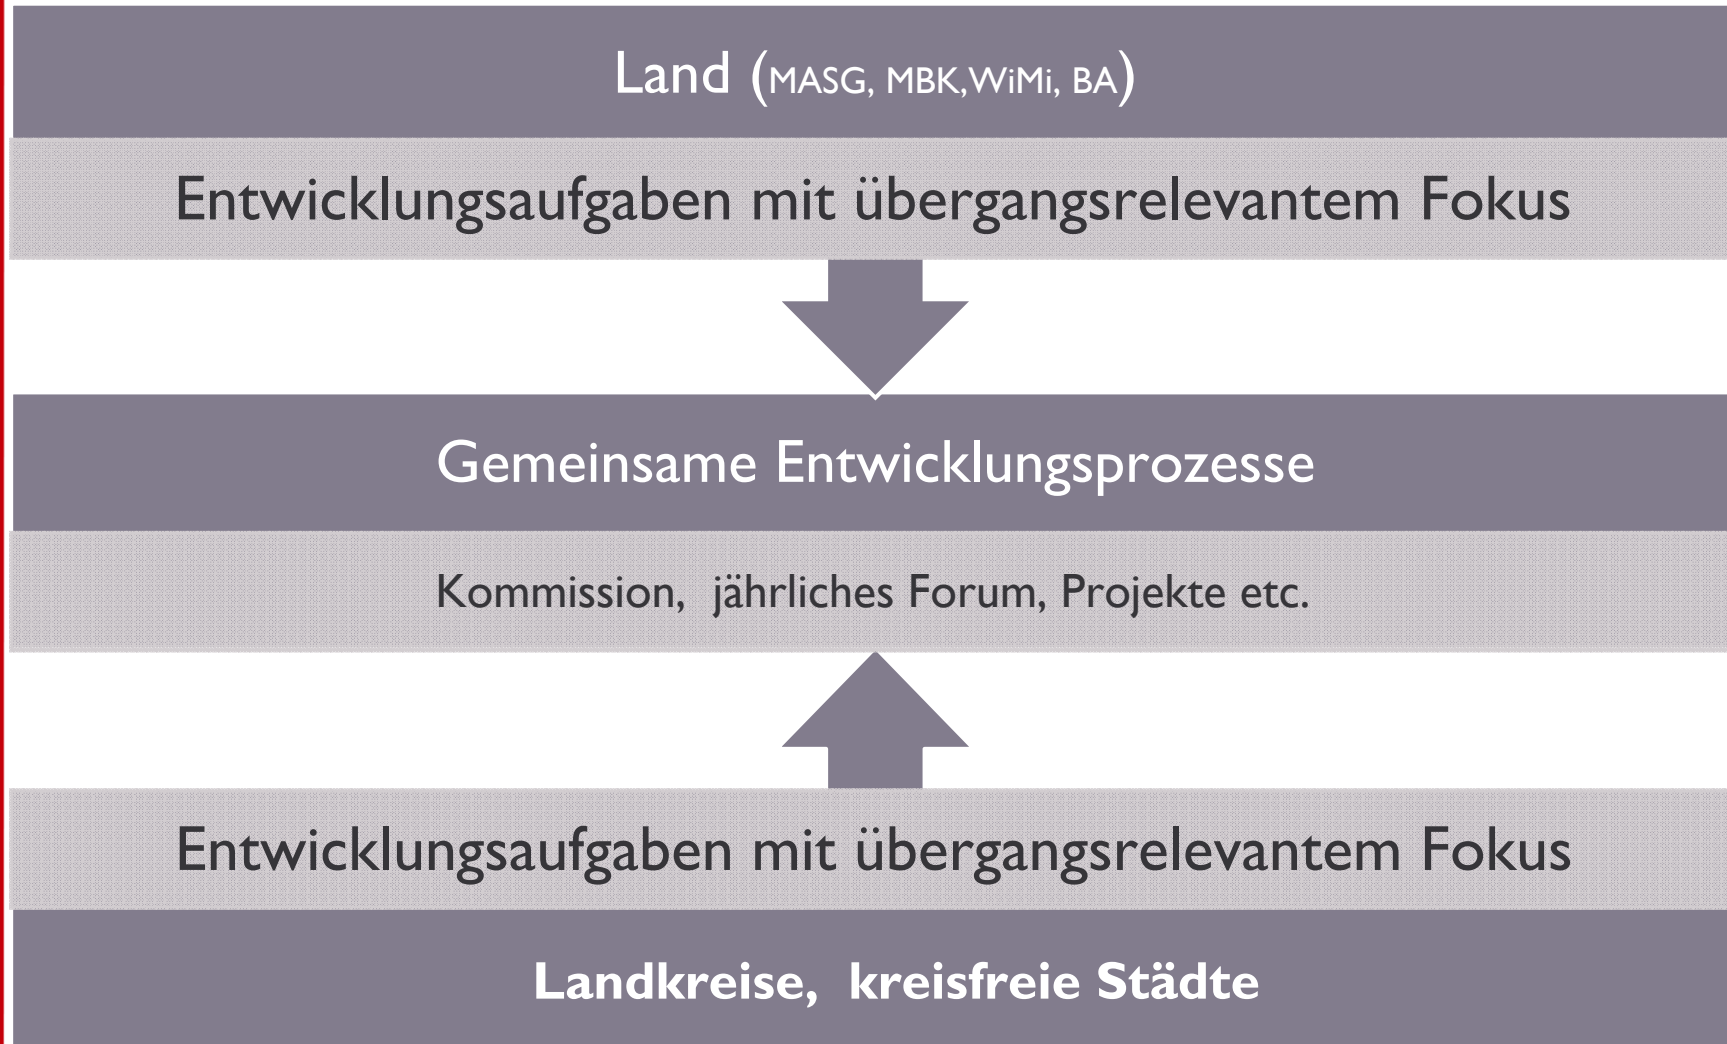 Land (MASG, MBK,WiMi, BA)
Entwicklungsaufgaben mit übergangsrelevantem Fokus
Gemeinsame Entwicklungsprozesse
Kommission,  jährliches Forum, Projekte etc.
Entwicklungsaufgaben mit übergangsrelevantem Fokus
Landkreise,  kreisfreie Städte